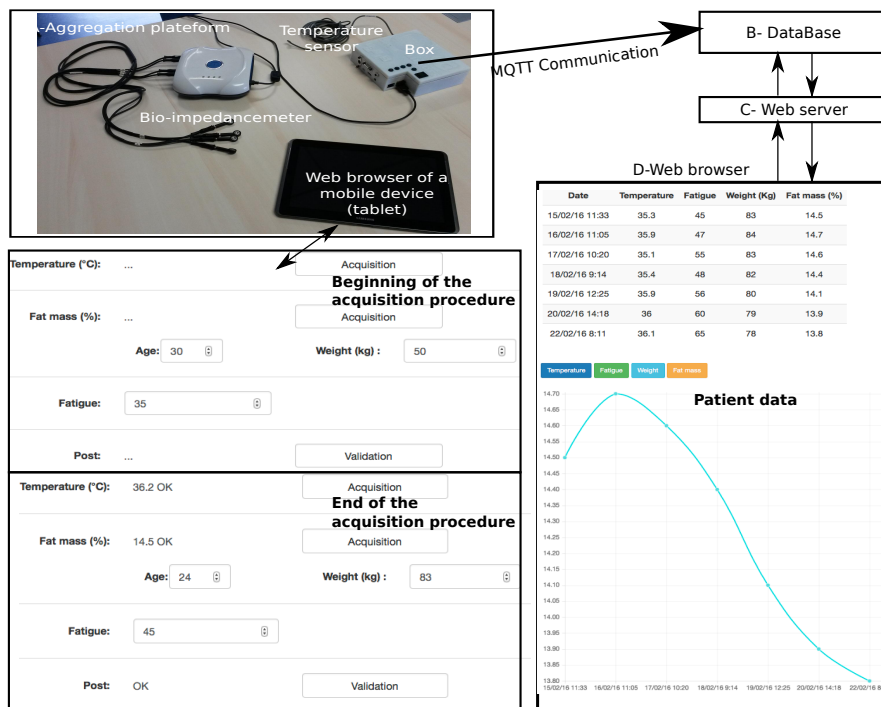 A-Aggregation plateform
Temperature
sensor
Box
Bio-impedancemeter
Web browser of a
mobile device
(tablet)
MQTT Communication
B- DataBase
C- Web server
D-Web browser
Temperature (°C): ... Acquisition
Beginning of the
acquisition procedure
Fat mass (%): ... Acquisition
Age: 30 Weight (kg) : 50
Fatigue: 35
Post: ... Validation
Temperature (°C): 36.2 OK Acquisition
End of the
acquisition procedure
Fat mass (%): 14.5 OK Acquisition
Age: 24 Weight (kg) : 83
Fatigue: 45
Post: OK Validation
Date Temperature Fatigue Weight (Kg) Fat mass (%)
15/02/16 11:33 35.3 45 83 14.5
16/02/16 11:05 35.9 47 84 14.7
17/02/16 10:20 35.1 55 83 14.6
18/02/16 9:14 35.4 48 82 14.4
19/02/16 12:25 35.9 56 80 14.1
20/02/16 14:18 36 60 79 13.9
22/02/16 8:11 36.1 65 78 13.8
Temperature Fatigue Weight Fat mass
Patient data
14.70
14.65
14.60
14.55
14.50
14.45
14.40
14.35
14.30
14.25
14.20
14.15
14.10
14.05
14.00
13.95
13.90
13.85
13.80
15/02/16 11:33 16/02/16 11:05 17/02/16 10:20 18/02/16 9:14 19/02/16 12:25 20/02/16 14:18 22/02/16 8